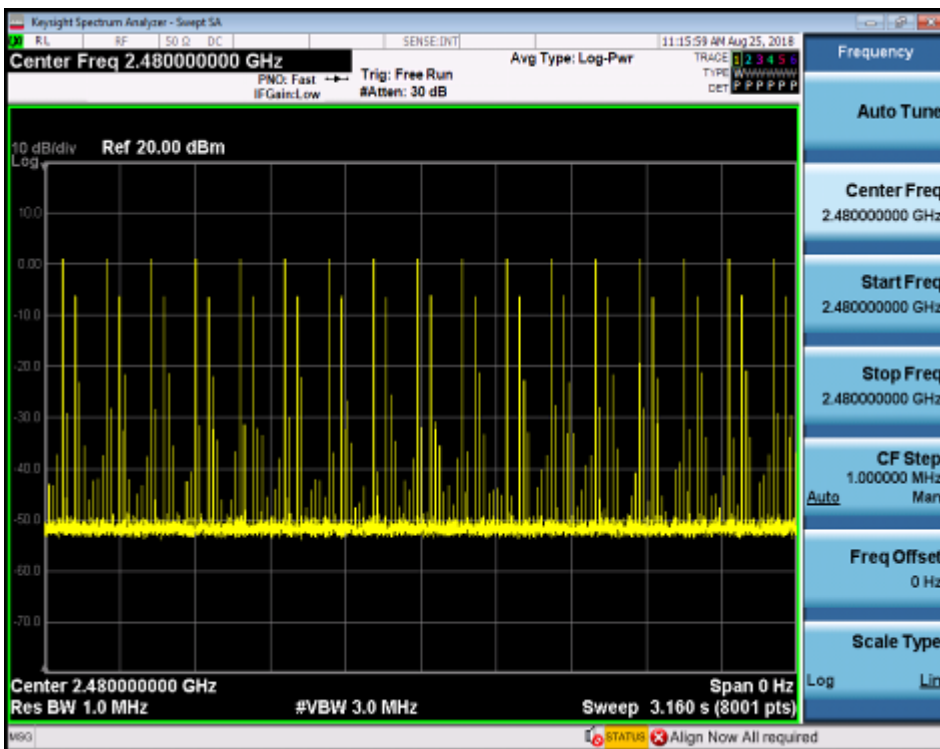 Keysight Spectrum Analyzer - Swept SA
RL RF 50 Ω DC SENSE:INT 11:15:59 AM Aug 25, 2018
Center Freq 2.480000000 GHz
PNO: Fast
IFGain:Low
Trig: Free Run
#Atten: 30 dB
Avg Type: Log-Pwr
TRACE 1 2 3 4 5 6
TYPE WWWWWW
DET P P P P P P
10 dB/div Ref 20.00 dBm
Log
10.0
0.00
-10.0
-20.0
-30.0
-40.0
-50.0
-60.0
-70.0
Center 2.480000000 GHz Span 0 Hz
Res BW 1.0 MHz #VBW 3.0 MHz Sweep 3.160 s (8001 pts)
MSG STATUS Align Now All required
Frequency
Auto Tune
Center Freq
2.480000000 GHz
Start Freq
2.480000000 GHz
Stop Freq
2.480000000 GHz
CF Step
1.000000 MHz
Auto Man
Freq Offset
0 Hz
Scale Type
Log Lin